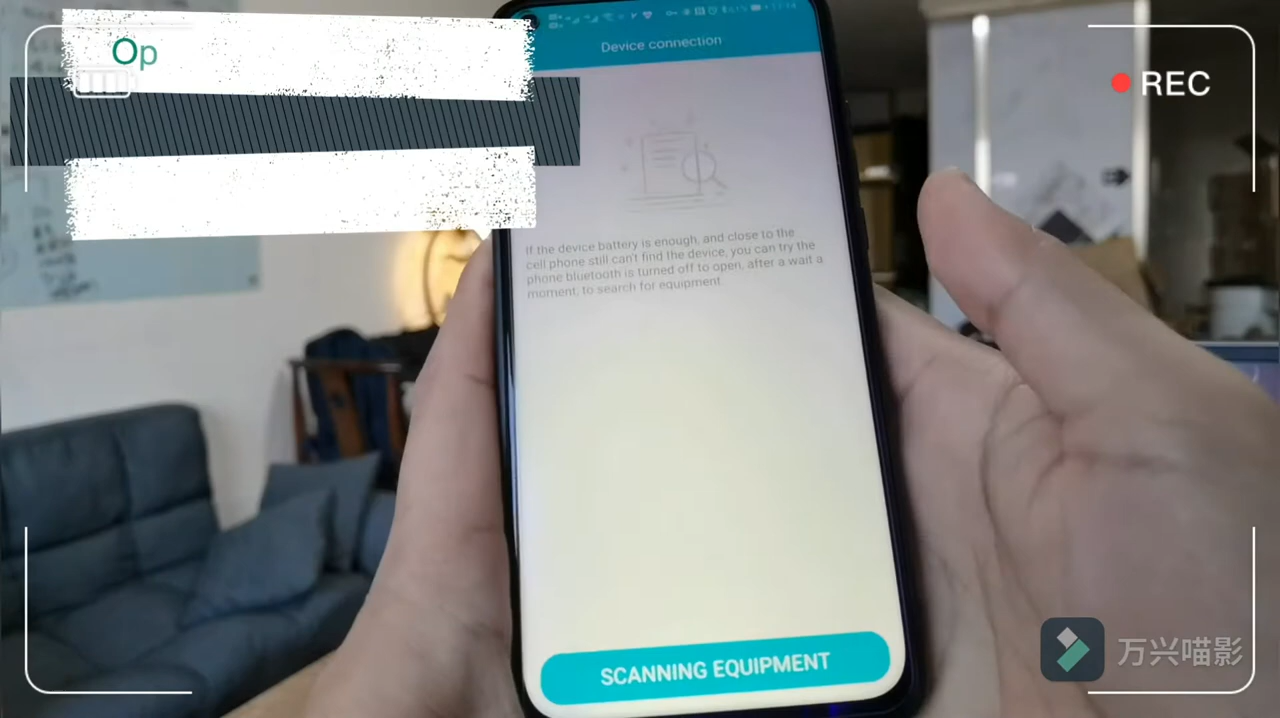 Op
REC
Device connection
If the device battery is enough, and close to the
cell phone still can't find the device, you can try the
phone bluetooth is turned off to open, after a wait a
moment, to search for equipment.
SCANNING EQUIPMENT
万兴喵影